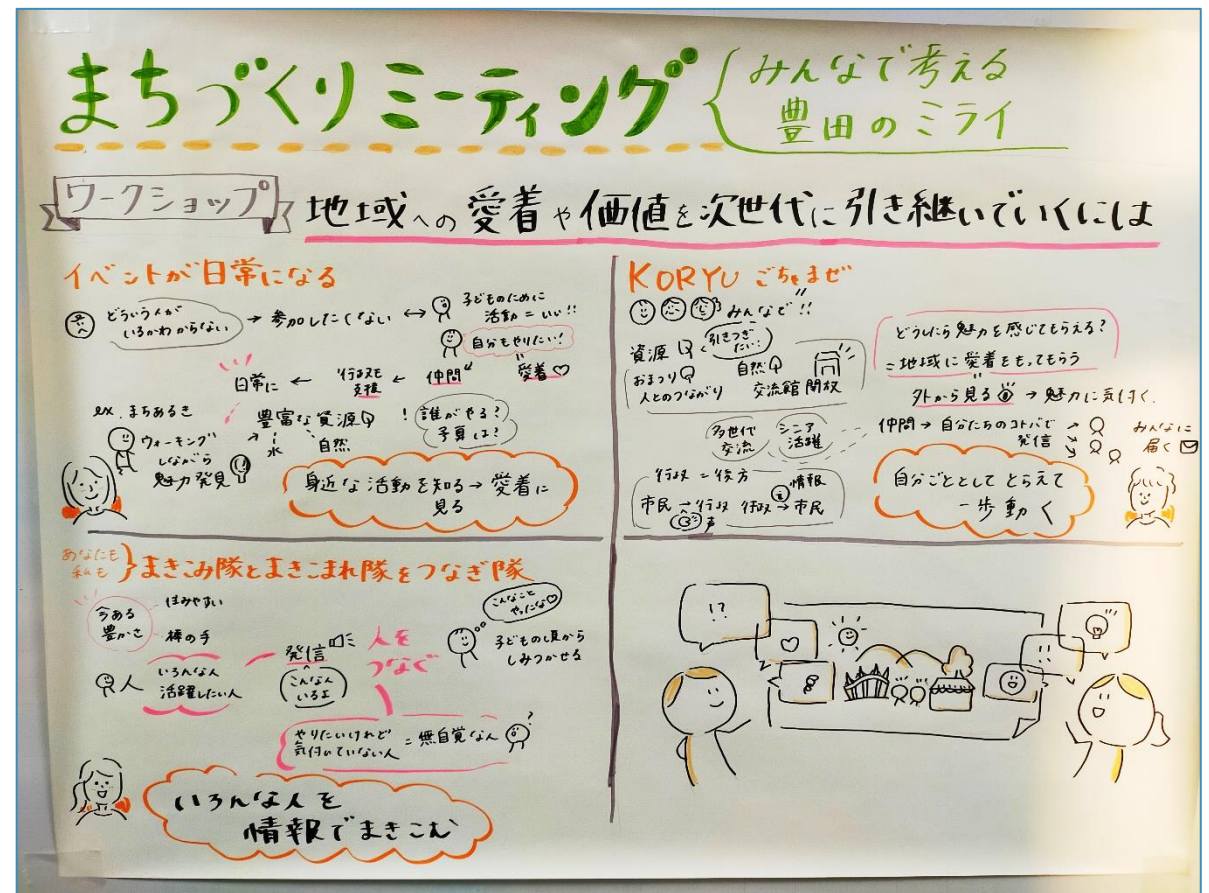 まちづくりミーティング
みんなで考える
豊田のミライ
ワークショップ
地域への愛着や価値を次世代に引き継いでいくには
イベントが日常になる
どういう人が
いるかわからない
→ 参加したくない ↔
子どものために
活動 = いい!!
自分もやりたい!
愛着♡
日常に ← 行政も
支援 ← 仲間
ex. まちあるき
ウォーキング
しながら
魅力発見
豊富な資源
水
自然
! 誰がやる?
予算は?
身近な活動を知る→愛着に
見る
KORYU ごちゃまぜ
みんなで!!
資源
引きつぎ
たい!
おまつり
人とのつながり
自然
交流館開放
多世代
交流
シニア
活躍
行政 = 後方
市民 → 行政
声
行政 → 市民
i 情報
どうしたら魅力を感じてもらえる?
= 地域に愛着をもってもらう
外から見る → 魅力に気付く.
仲間 → 自分たちのコトバで
発信
みんなに
届く
自分ごととしてとらえて
一歩動く
あなたも
私も
まきこみ隊とまきこまれ隊をつなぎ隊
今ある
豊かさ
住みやすい
棒の手
人
いろんな人
活躍したい人
発信
こんな人
いるよ
人を
つなぐ
こんなこと
やったな♡
子どもの頃から
しみつかせる
やりたいけれど
気付いていない人
= 無自覚な人
?
いろんな人を
情報でまきこむ
!?